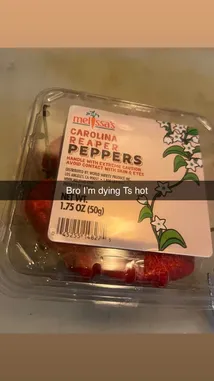 melissa's
CAROLINA
REAPER
PEPPERS
HANDLE WITH EXTREME CAUTION
AVOID CONTACT WITH SKIN & EYES
Bro I'm dying Ts hot
NET WT.
1.75 OZ (50g)